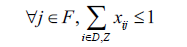 ∀j ∈ F, ∑_{i∈D,Z} x_{ij} ≤ 1